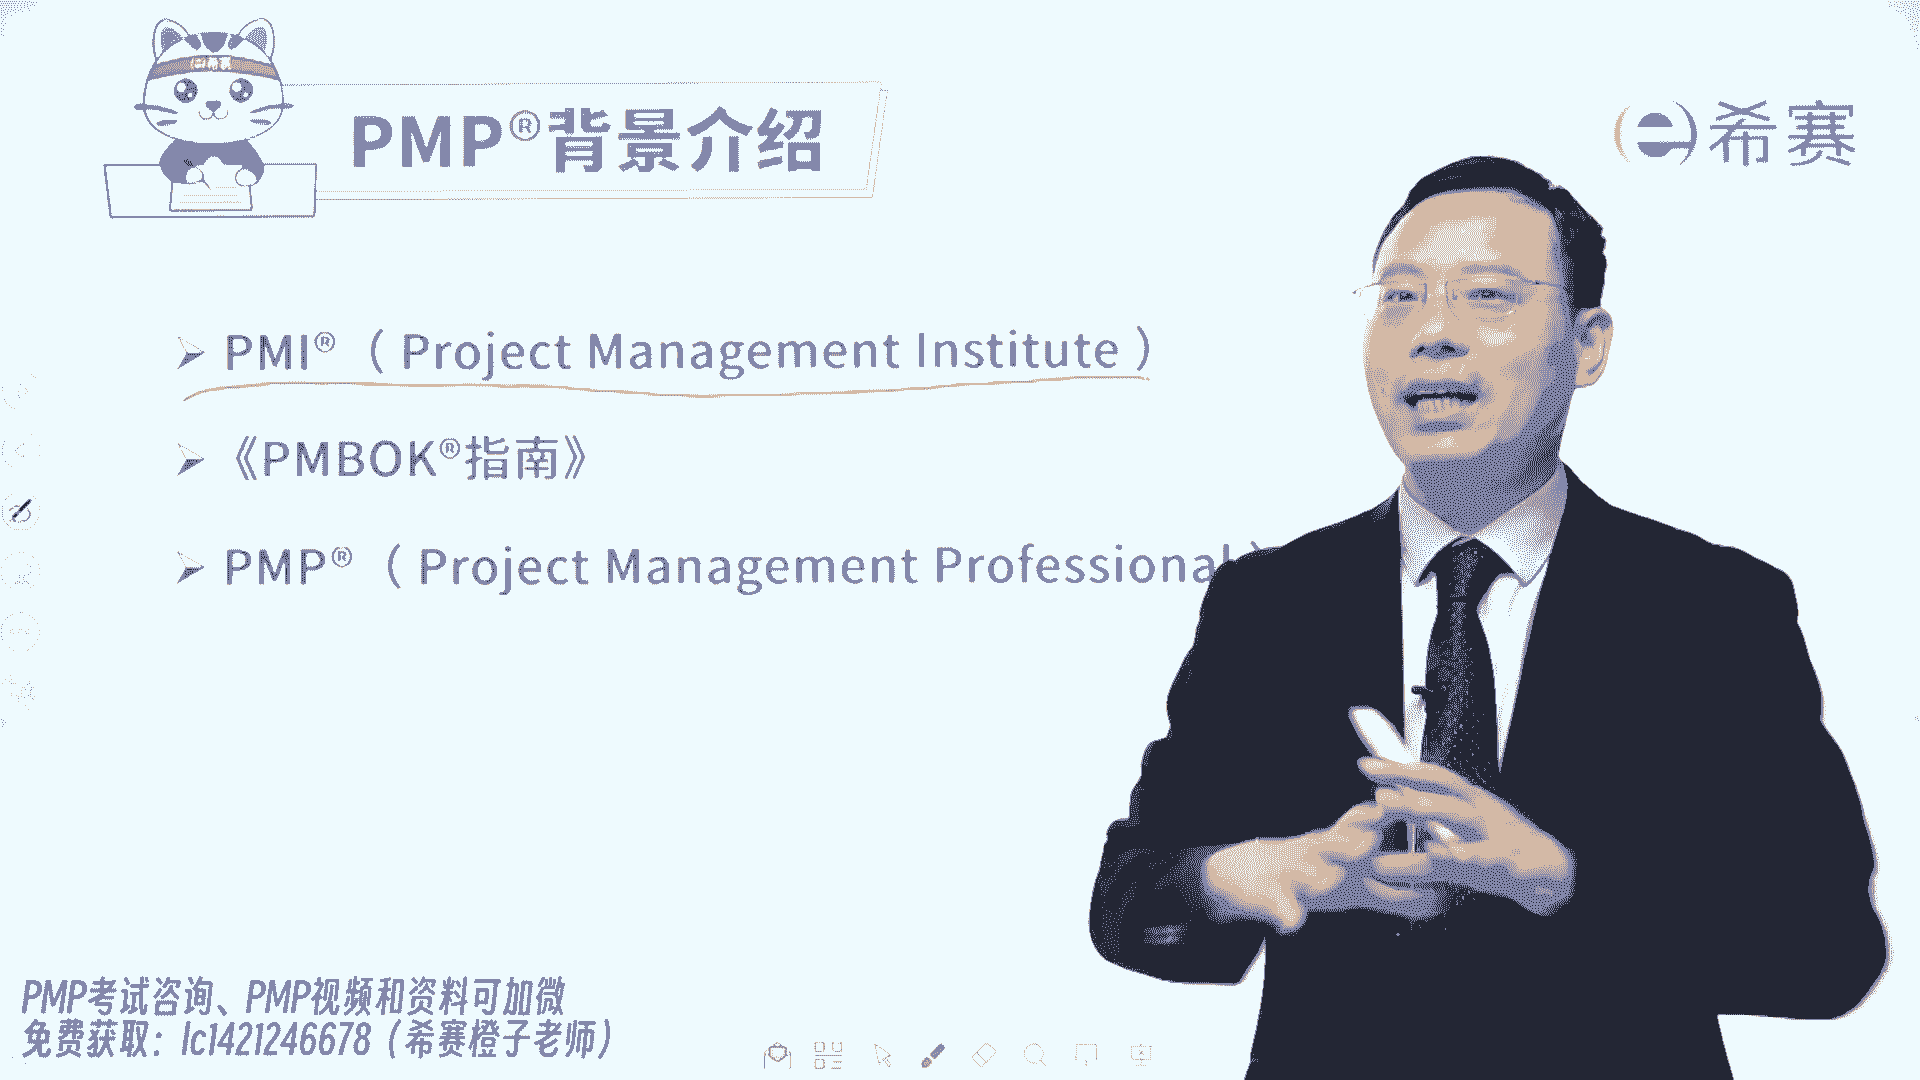 PMP®背景介绍
希赛
PMI®（Project Management Institute）
《PMBOK®指南》
PMP®（Project Management Professional）
PMP考试咨询、PMP视频和资料可加微
免费获取：lc1421246678（希赛橙子老师）